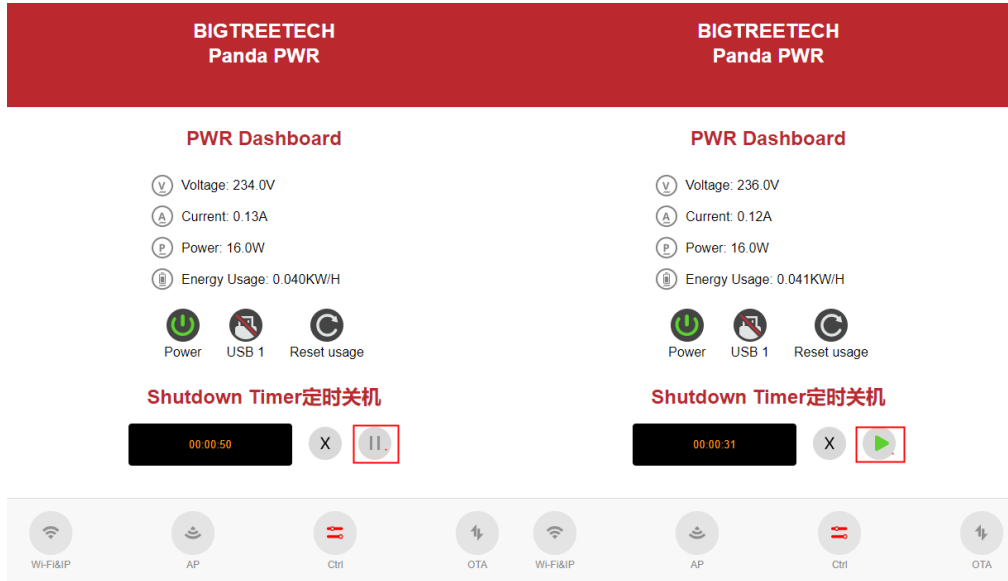 BIGTREETECH
Panda PWR
PWR Dashboard
V Voltage: 234.0V
A Current: 0.13A
P Power: 16.0W
Energy Usage: 0.040KW/H
Power USB 1 Reset usage
Shutdown Timer定时关机
00:00:50 X
Wi-Fi&IP AP Ctrl OTA
BIGTREETECH
Panda PWR
PWR Dashboard
V Voltage: 236.0V
A Current: 0.12A
P Power: 16.0W
Energy Usage: 0.041KW/H
Power USB 1 Reset usage
Shutdown Timer定时关机
00:00:31 X
Wi-Fi&IP AP Ctrl OTA